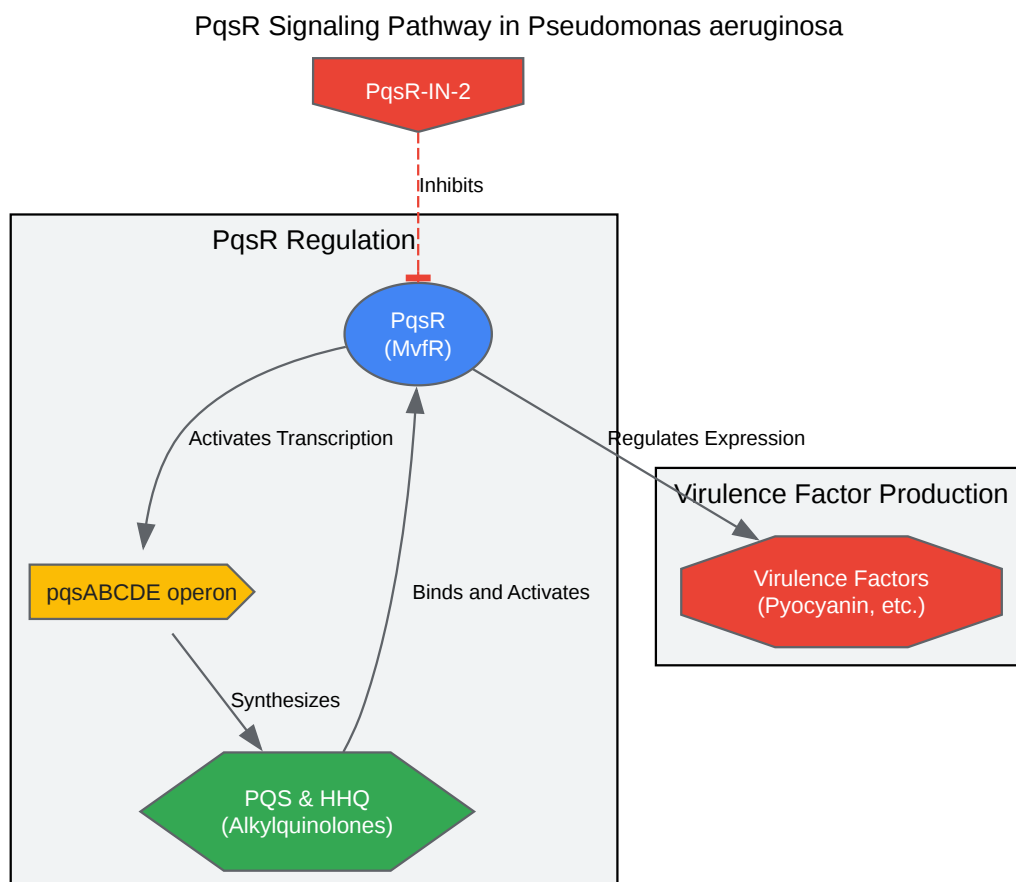 PqsR Signaling Pathway in Pseudomonas aeruginosa
PqsR-IN-2
Inhibits
PqsR Regulation
PqsR
(MvfR)
Activates Transcription
Regulates Expression
Virulence Factor Production
Virulence Factors
(Pyocyanin, etc.)
pqsABCDE operon
Binds and Activates
Synthesizes
PQS & HHQ
(Alkylquinolones)